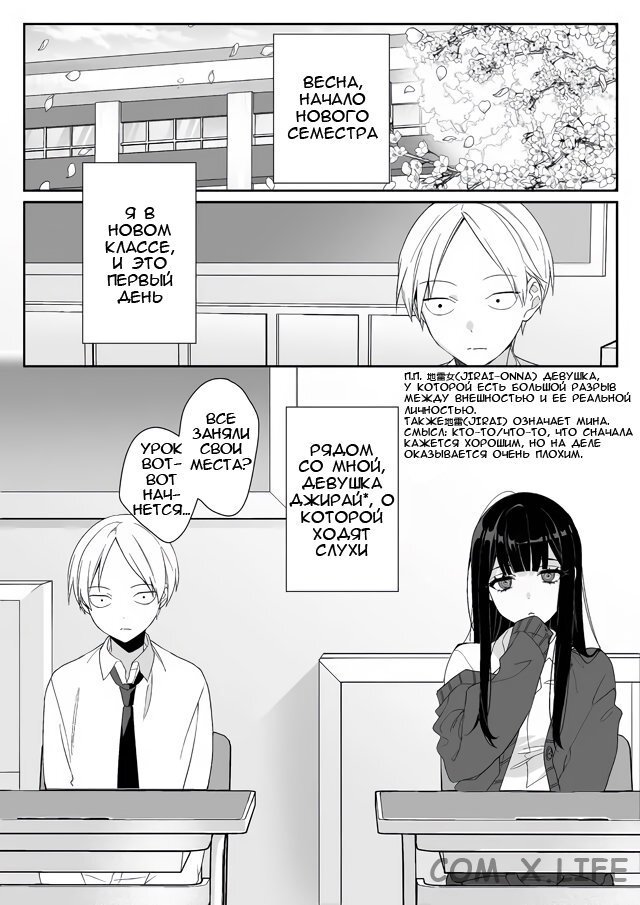 ВЕСНА,
НАЧАЛО
НОВОГО
СЕМЕСТРА
Я В
НОВОМ
КЛАССЕ,
И ЭТО
ПЕРВЫЙ
ДЕНЬ
П.П. 地雷女(JIRAI-ONNA) ДЕВУШКА,
У КОТОРОЙ ЕСТЬ БОЛЬШОЙ РАЗРЫВ
МЕЖДУ ВНЕШНОСТЬЮ И ЕЕ РЕАЛЬНОЙ
ЛИЧНОСТЬЮ.
ТАКЖЕ地雷(JIRAI) ОЗНАЧАЕТ МИНА.
СМЫСЛ: КТО-ТО/ЧТО-ТО, ЧТО СНАЧАЛА
КАЖЕТСЯ ХОРОШИМ, НО НА ДЕЛЕ
ОКАЗЫВАЕТСЯ ОЧЕНЬ ПЛОХИМ.
ВСЕ
ЗАНЯЛИ
СВОИ
МЕСТА?
УРОК
ВОТ-
ВОТ
НАЧ-
НЕТСЯ...
РЯДОМ
СО МНОЙ,
ДЕВУШКА
ДЖИРАЙ*, О
КОТОРОЙ
ХОДЯТ
СЛУХИ
COM_X.LIFE